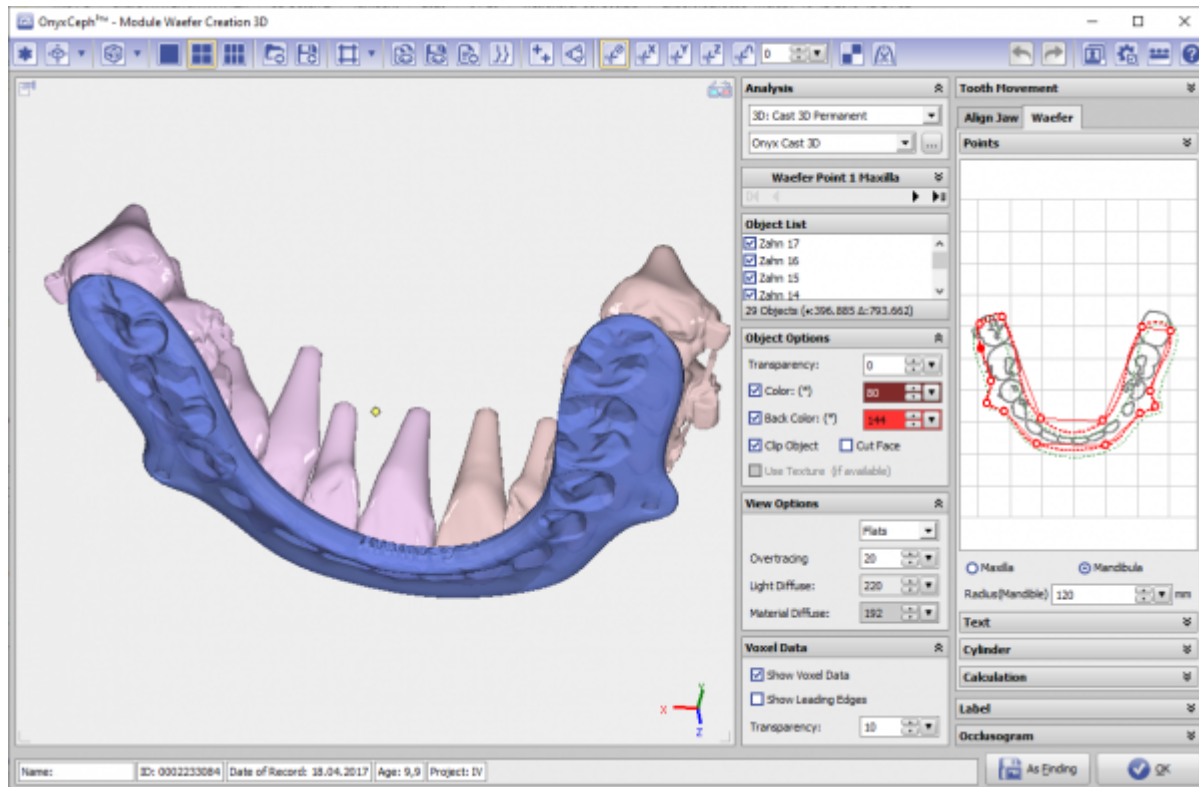 OnyxCeph³™ - Module Waefer Creation 3D
X Y Z 0
Analysis
3D: Cast 3D Permanent
Onyx Cast 3D ...
Waefer Point 1 Maxilla
Object List
Zahn 17
Zahn 16
Zahn 15
Zahn 14
29 Objects (•:396.885 Δ:793.662)
Object Options
Transparency: 0
Color: (*) 80
Back Color: (*) 144
Clip Object Cut Face
Use Texture (if available)
View Options
Flats
Overtracing 20
Light Diffuse: 220
Material Diffuse: 192
Voxel Data
Show Voxel Data
Show Leading Edges
Transparency: 10
Tooth Movement
Align Jaw Waefer
Points
Maxilla Mandibula
Radius(Mandible) 120 mm
Text
Cylinder
Calculation
Label
Occlusogram
X Y Z
Name: ID: 0002233084 Date of Record: 18.04.2017 Age: 9,9 Project: IV
As Finding OK